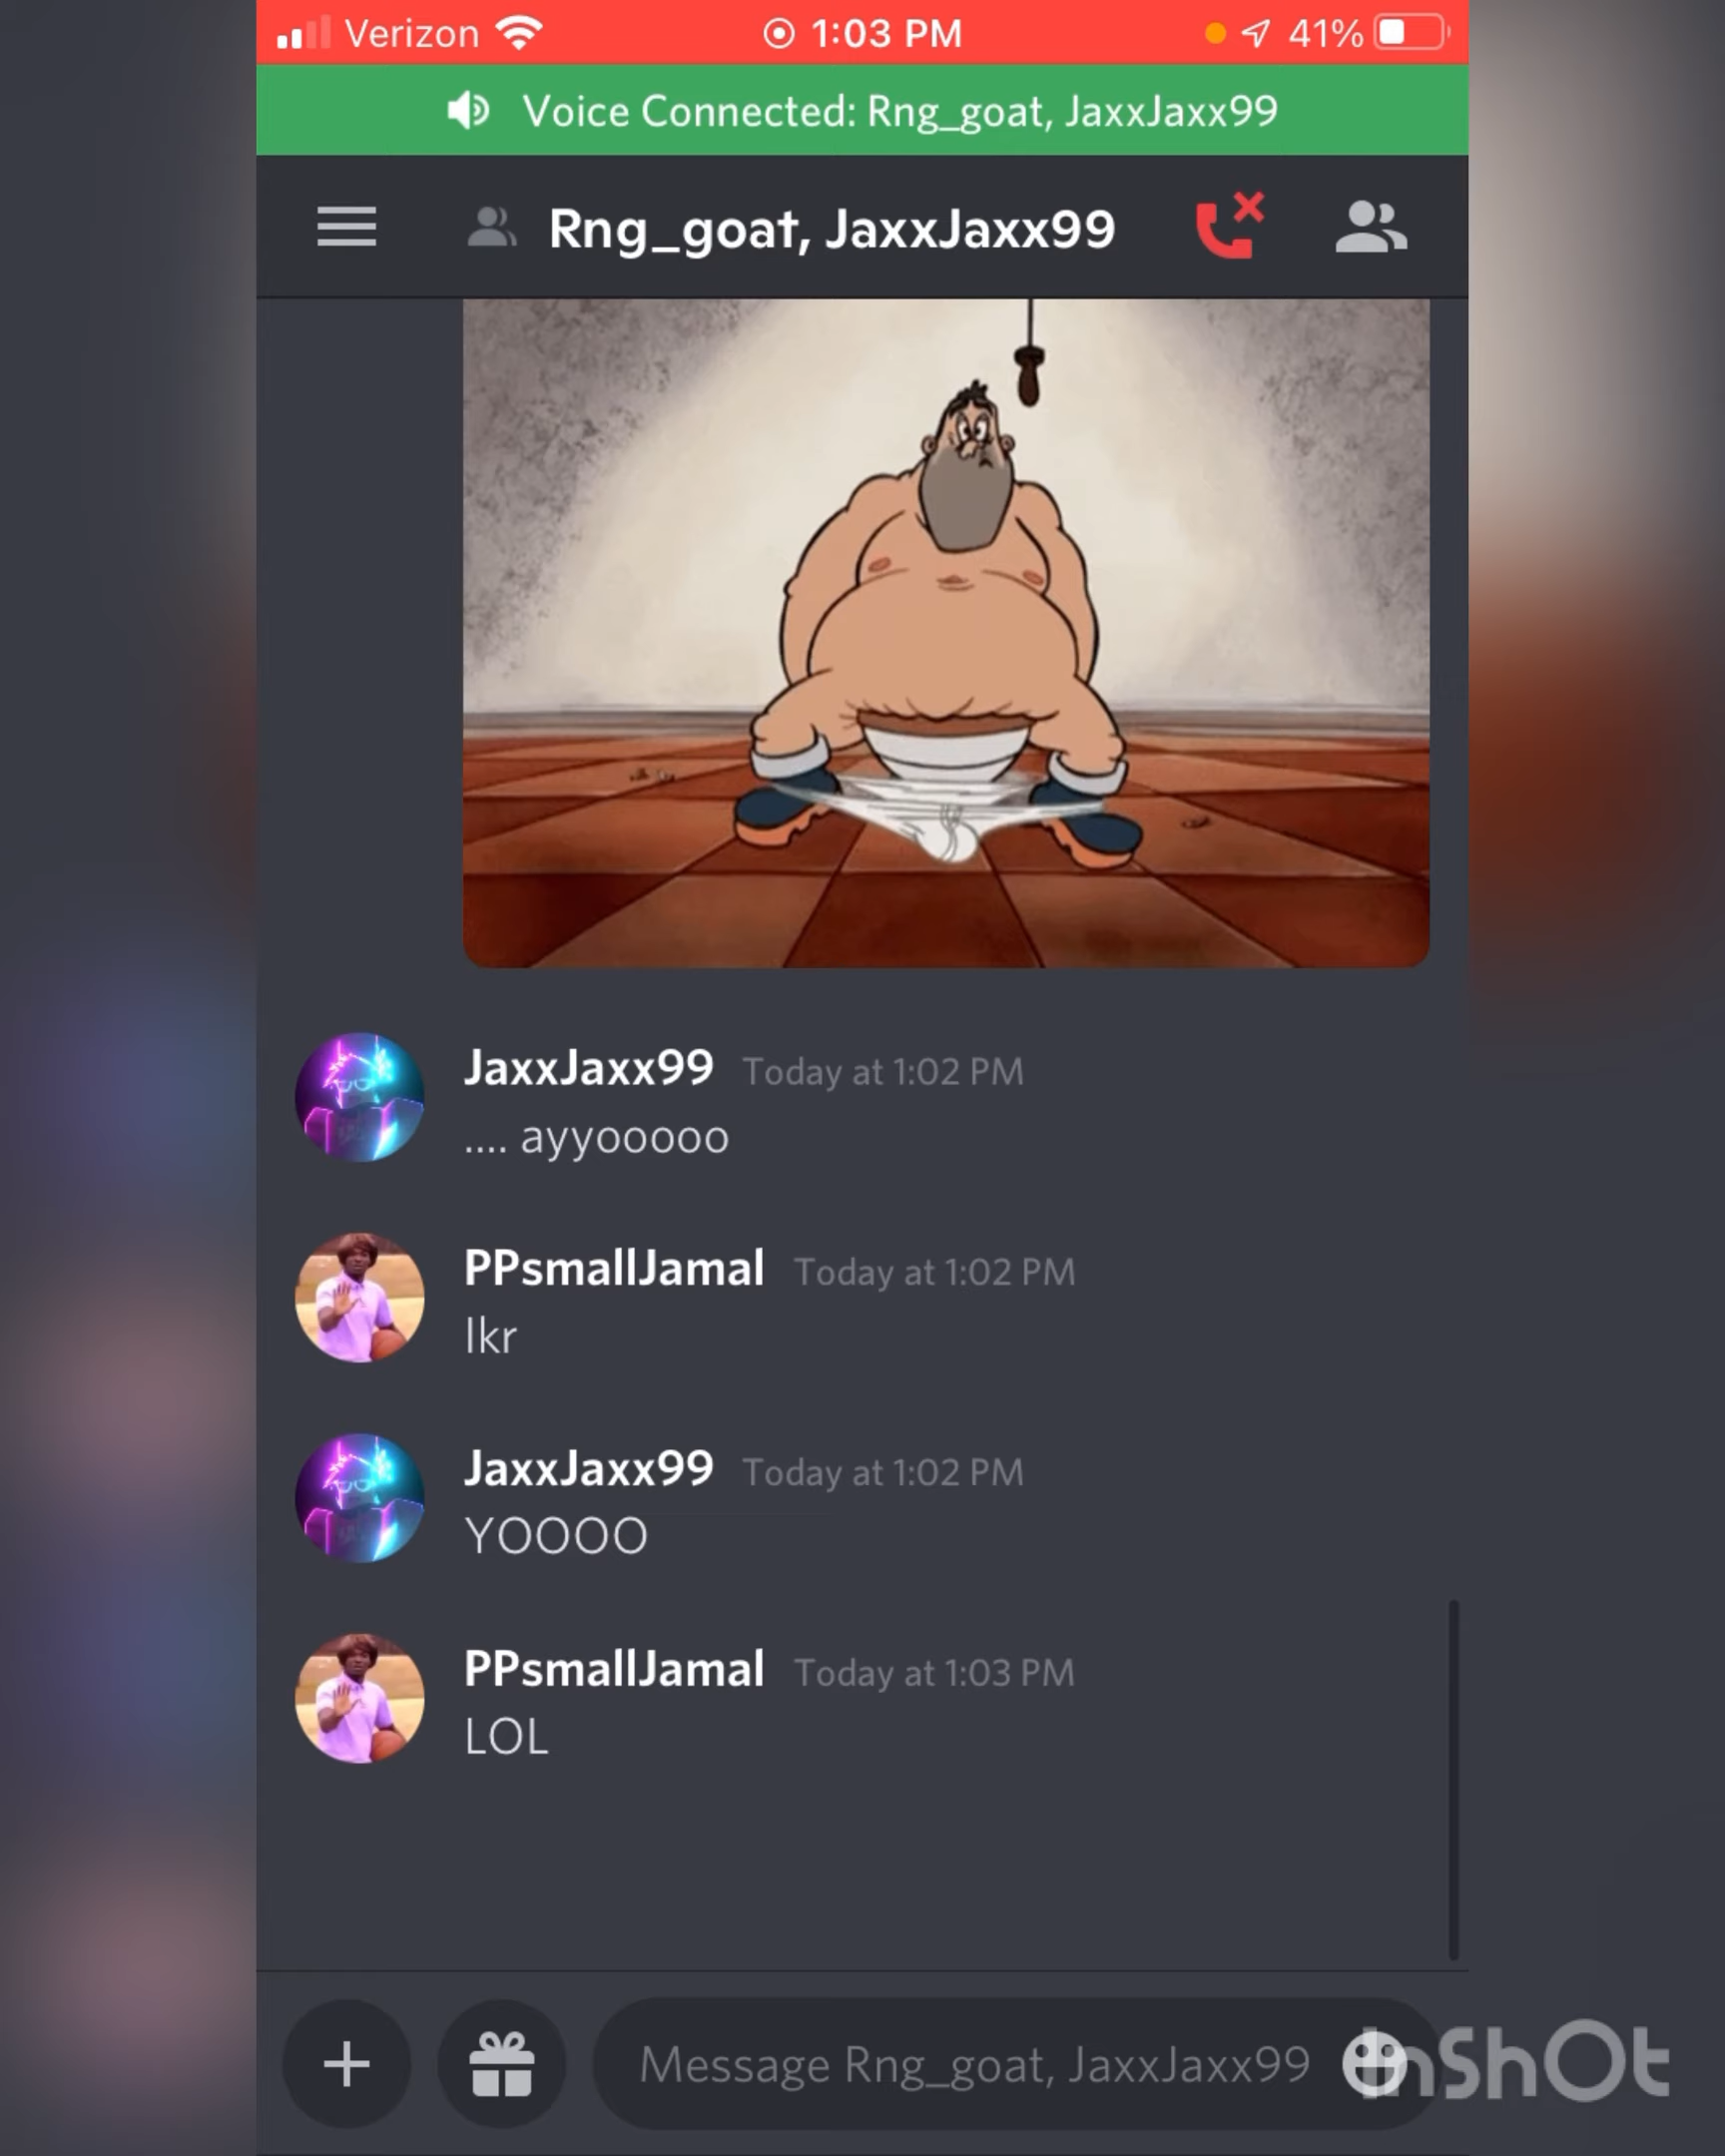 Verizon 1:03 PM 41%
Voice Connected: Rng_goat, JaxxJaxx99
Rng_goat, JaxxJaxx99
JaxxJaxx99 Today at 1:02 PM
.... ayyooooo
PPsmallJamal Today at 1:02 PM
Ikr
JaxxJaxx99 Today at 1:02 PM
YOOOO
PPsmallJamal Today at 1:03 PM
LOL
Message Rng_goat, JaxxJaxx99
InShOt